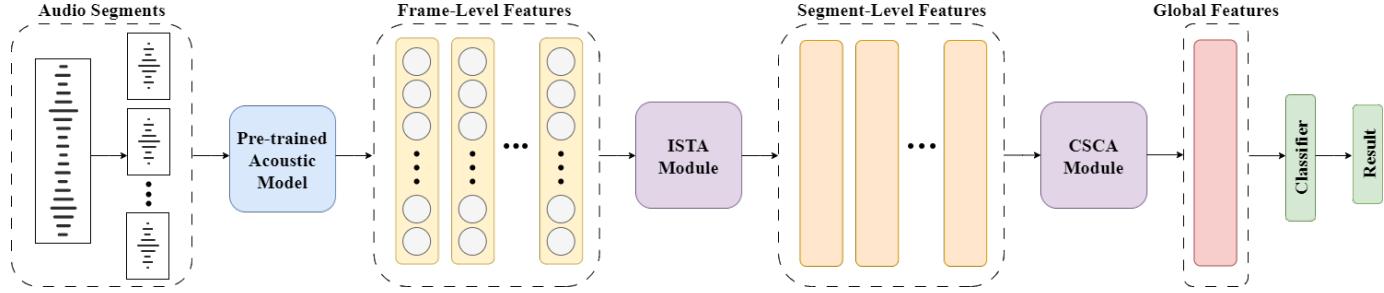 Audio Segments
Frame-Level Features
Segment-Level Features
Global Features
Pre-trained
Acoustic
Model
ISTA
Module
CSCA
Module
Classifier
Result